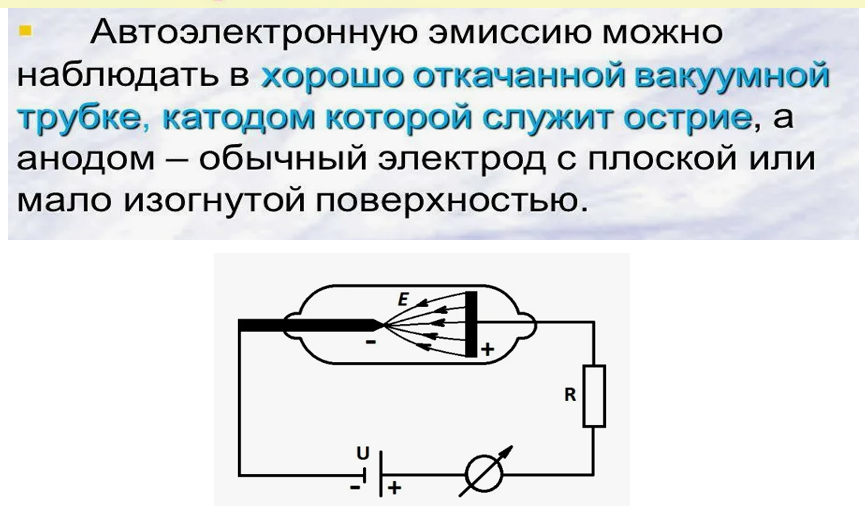 Автоэлектронную эмиссию можно
наблюдать в хорошо откачанной вакуумной
трубке, катодом которой служит острие, а
анодом – обычный электрод с плоской или
мало изогнутой поверхностью.
E
-
+
R
U
-
+